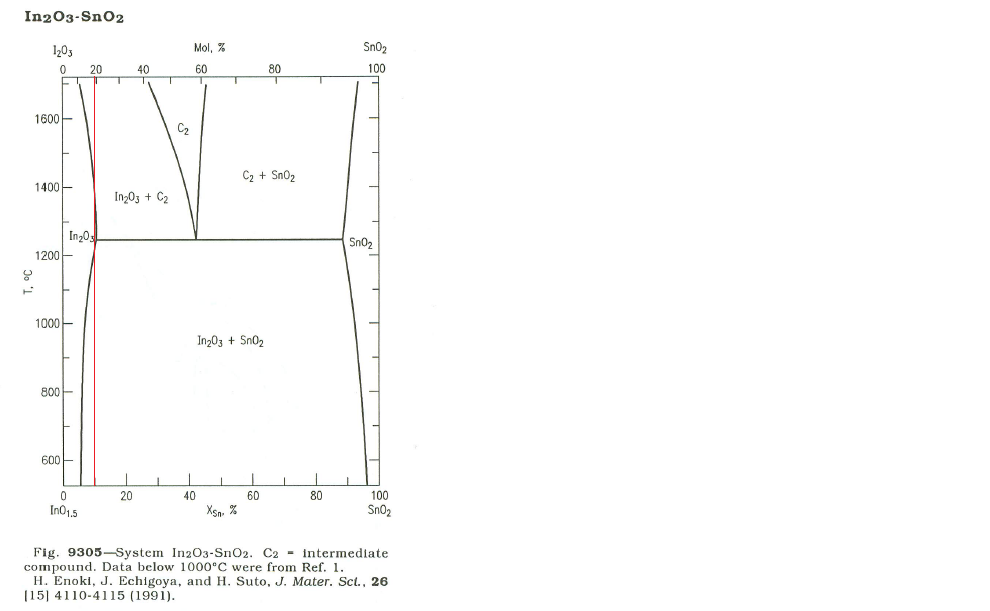 In2O3-SnO2
I2O3 Mol, % SnO2
0 20 40 60 80 100
1600
C2
C2 + SnO2
1400
In2O3 + C2
In2O3
SnO2
1200
T, °C
1000
In2O3 + SnO2
800
600
0 20 40 60 80 100
InO1.5 XSn, % SnO2
Fig. 9305—System In2O3-SnO2. C2 = intermediate
compound. Data below 1000°C were from Ref. 1.
H. Enoki, J. Echigoya, and H. Suto, J. Mater. Sci., 26
[15] 4110-4115 (1991).